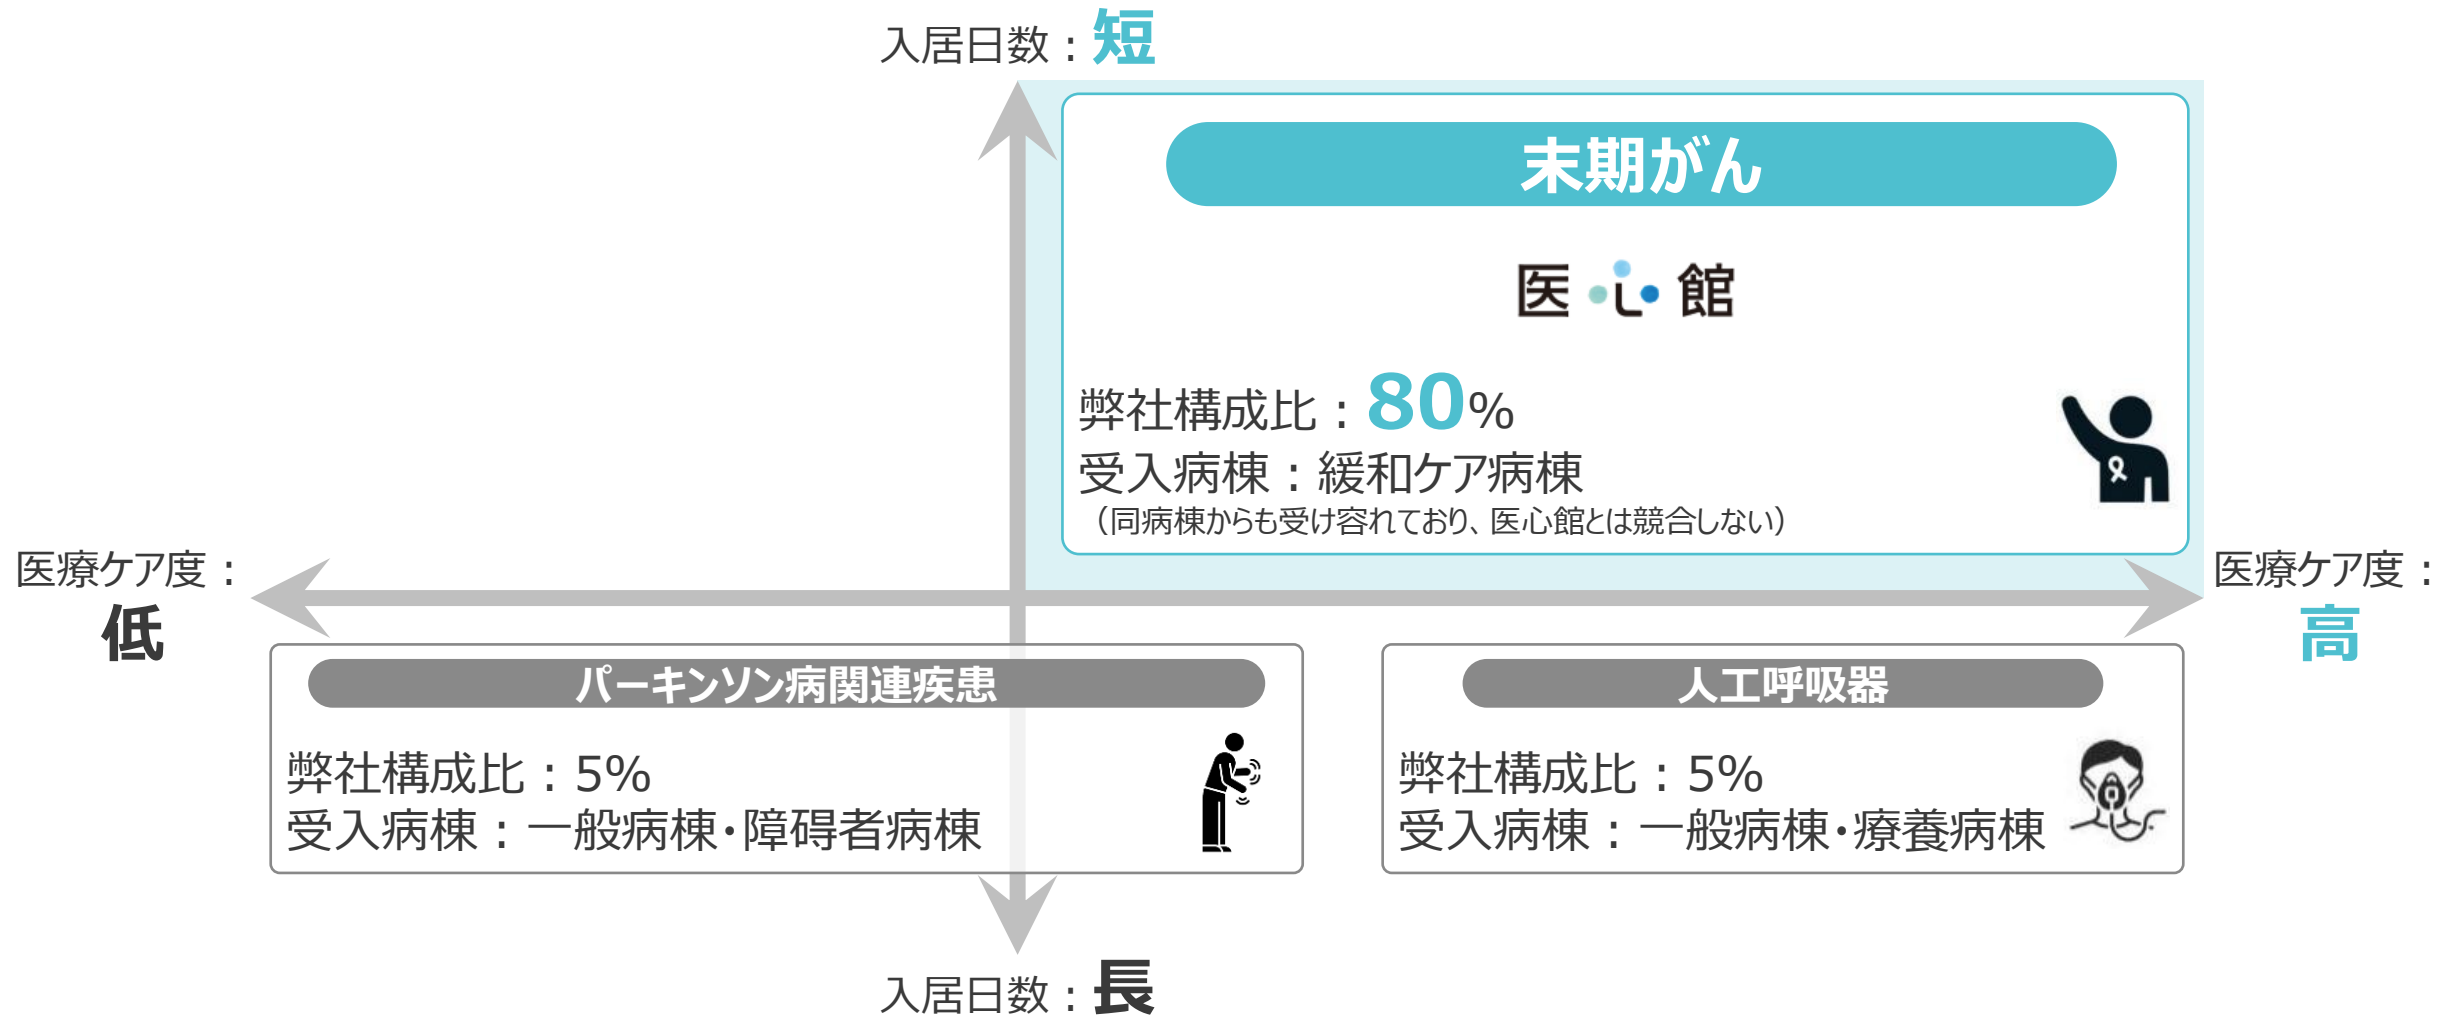 入居日数：短
末期がん
医心館
弊社構成比：80%
受入病棟：緩和ケア病棟
（同病棟からも受け容れており、医心館とは競合しない）
医療ケア度：
低
医療ケア度：
高
パーキンソン病関連疾患
弊社構成比：5%
受入病棟：一般病棟・障碍者病棟
人工呼吸器
弊社構成比：5%
受入病棟：一般病棟・療養病棟
入居日数：長